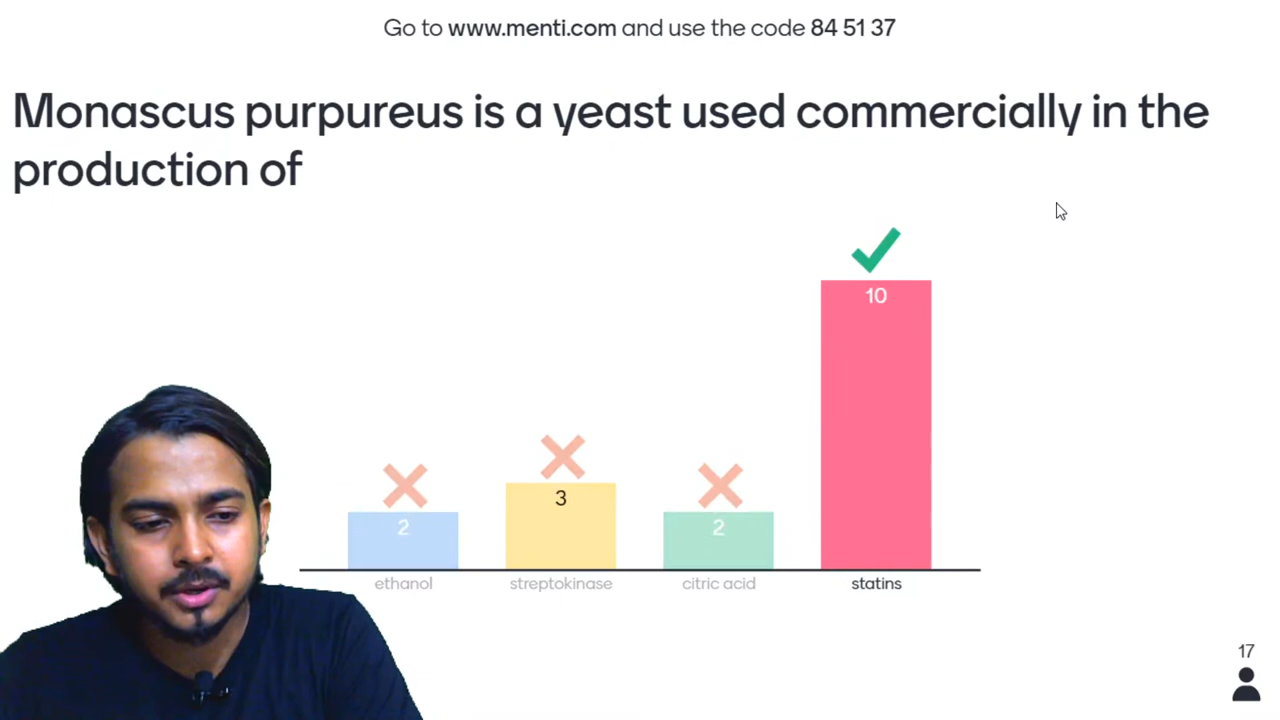 Go to www.menti.com and use the code 84 51 37
Monascus purpureus is a yeast used commercially in the
production of
10
3
2
2
ethanol
streptokinase
citric acid
statins
17